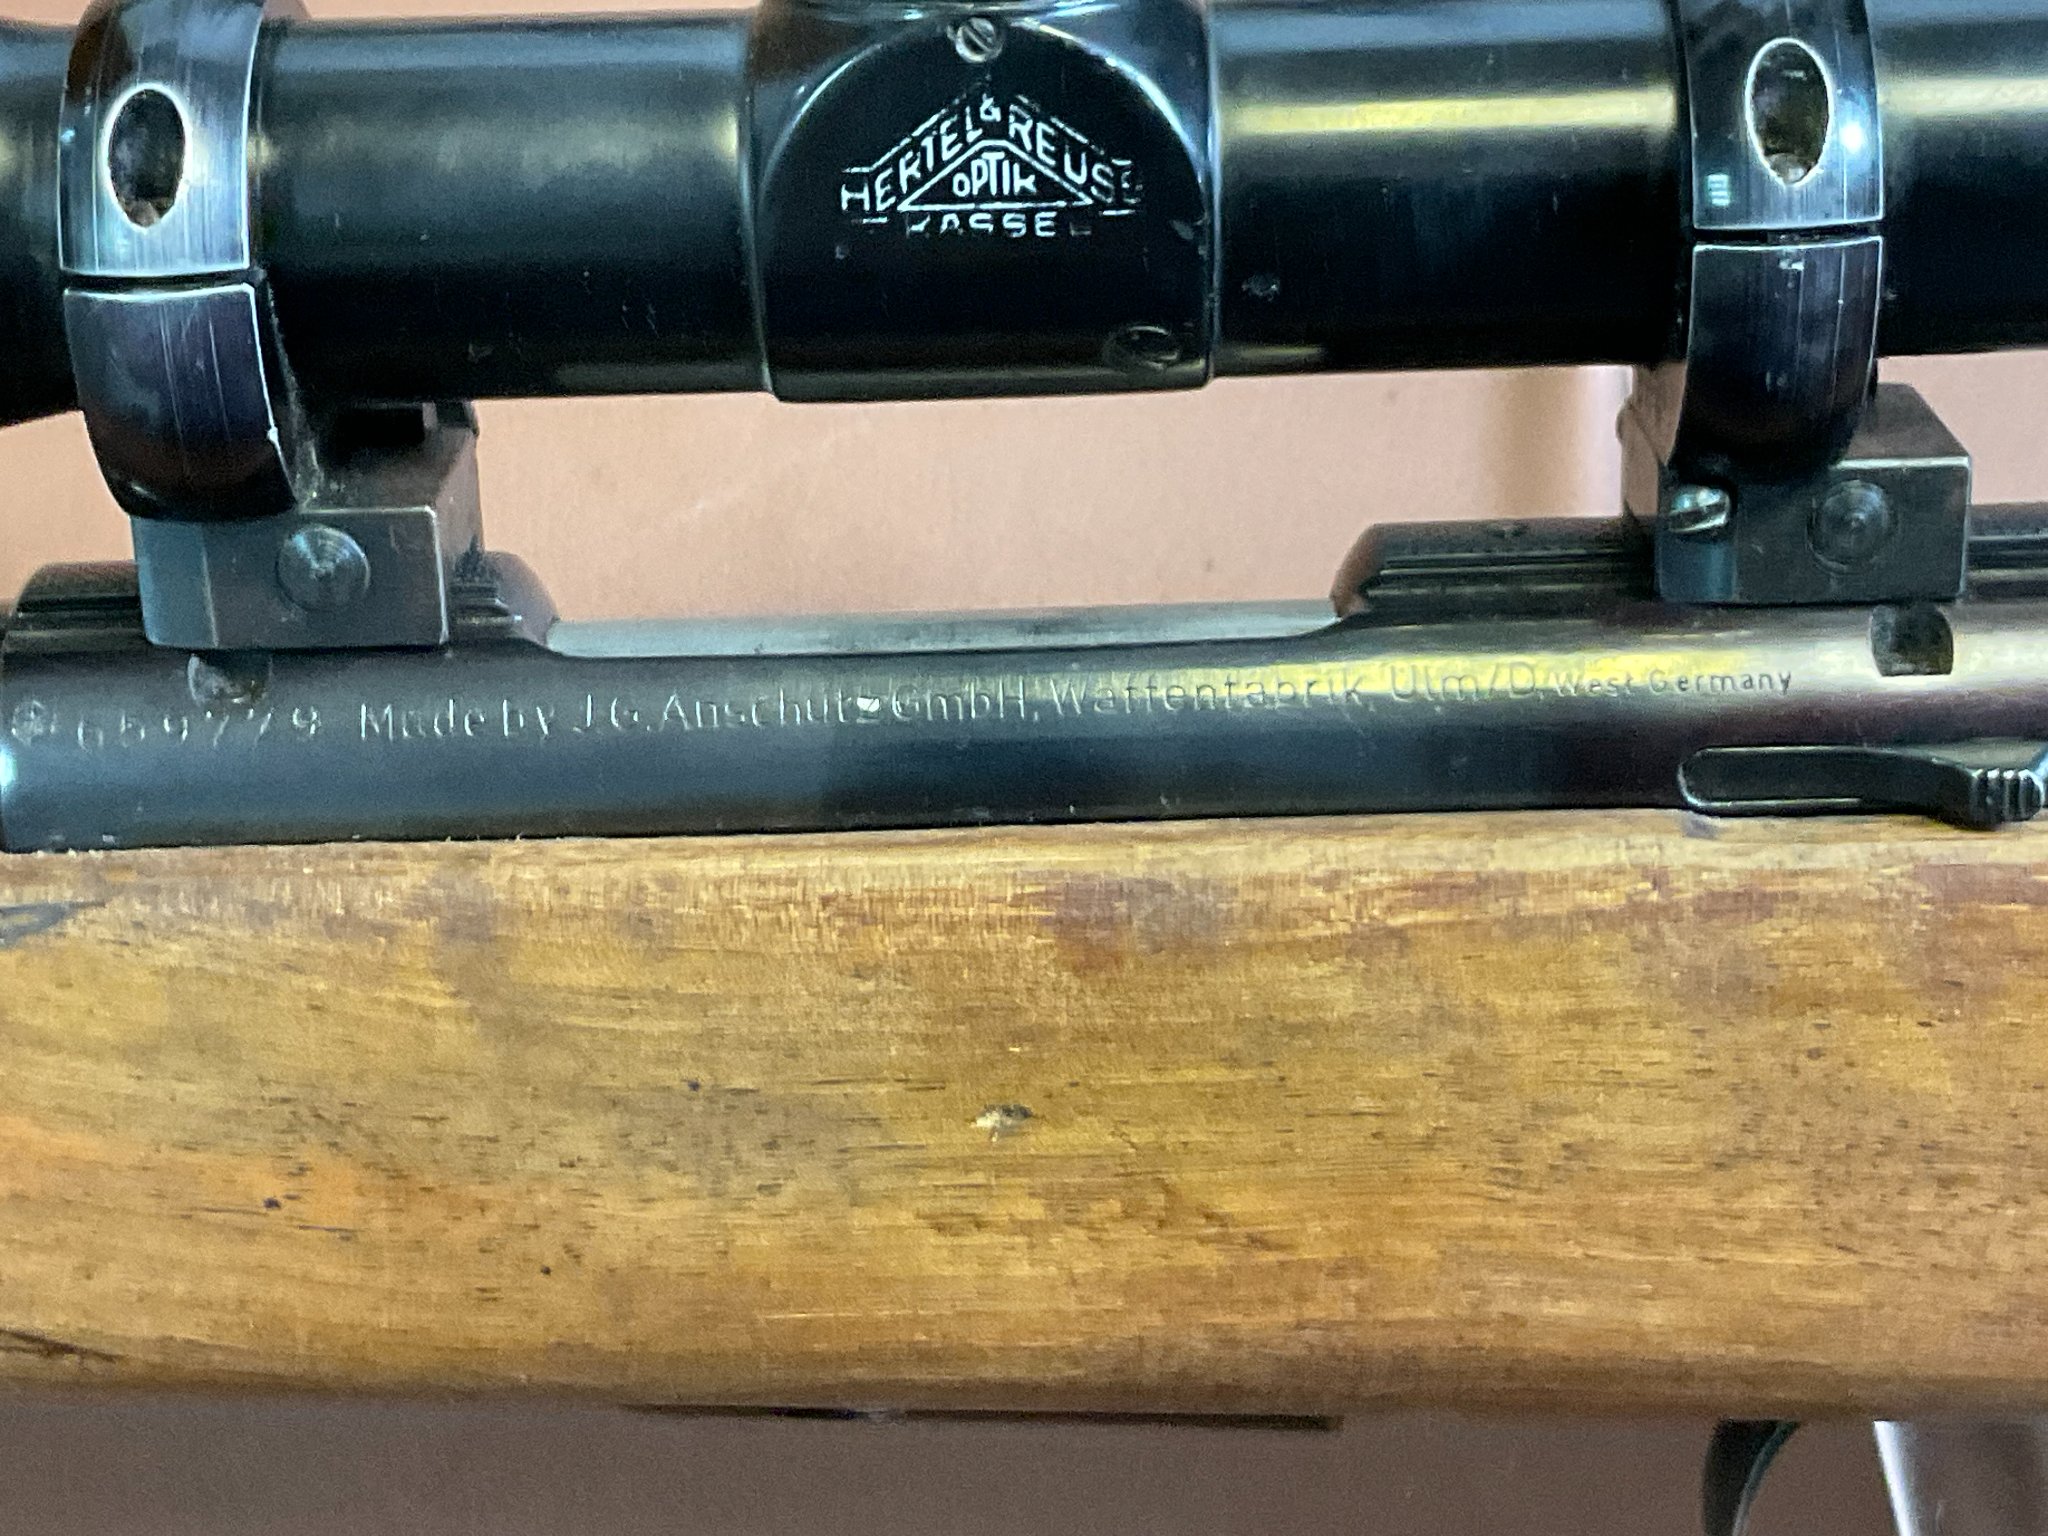 HERTEL & REUSS
OPTIK
KASSEL
659779 Made by J.G. Anschütz GmbH, Waffenfabrik, Ulm/D. West Germany